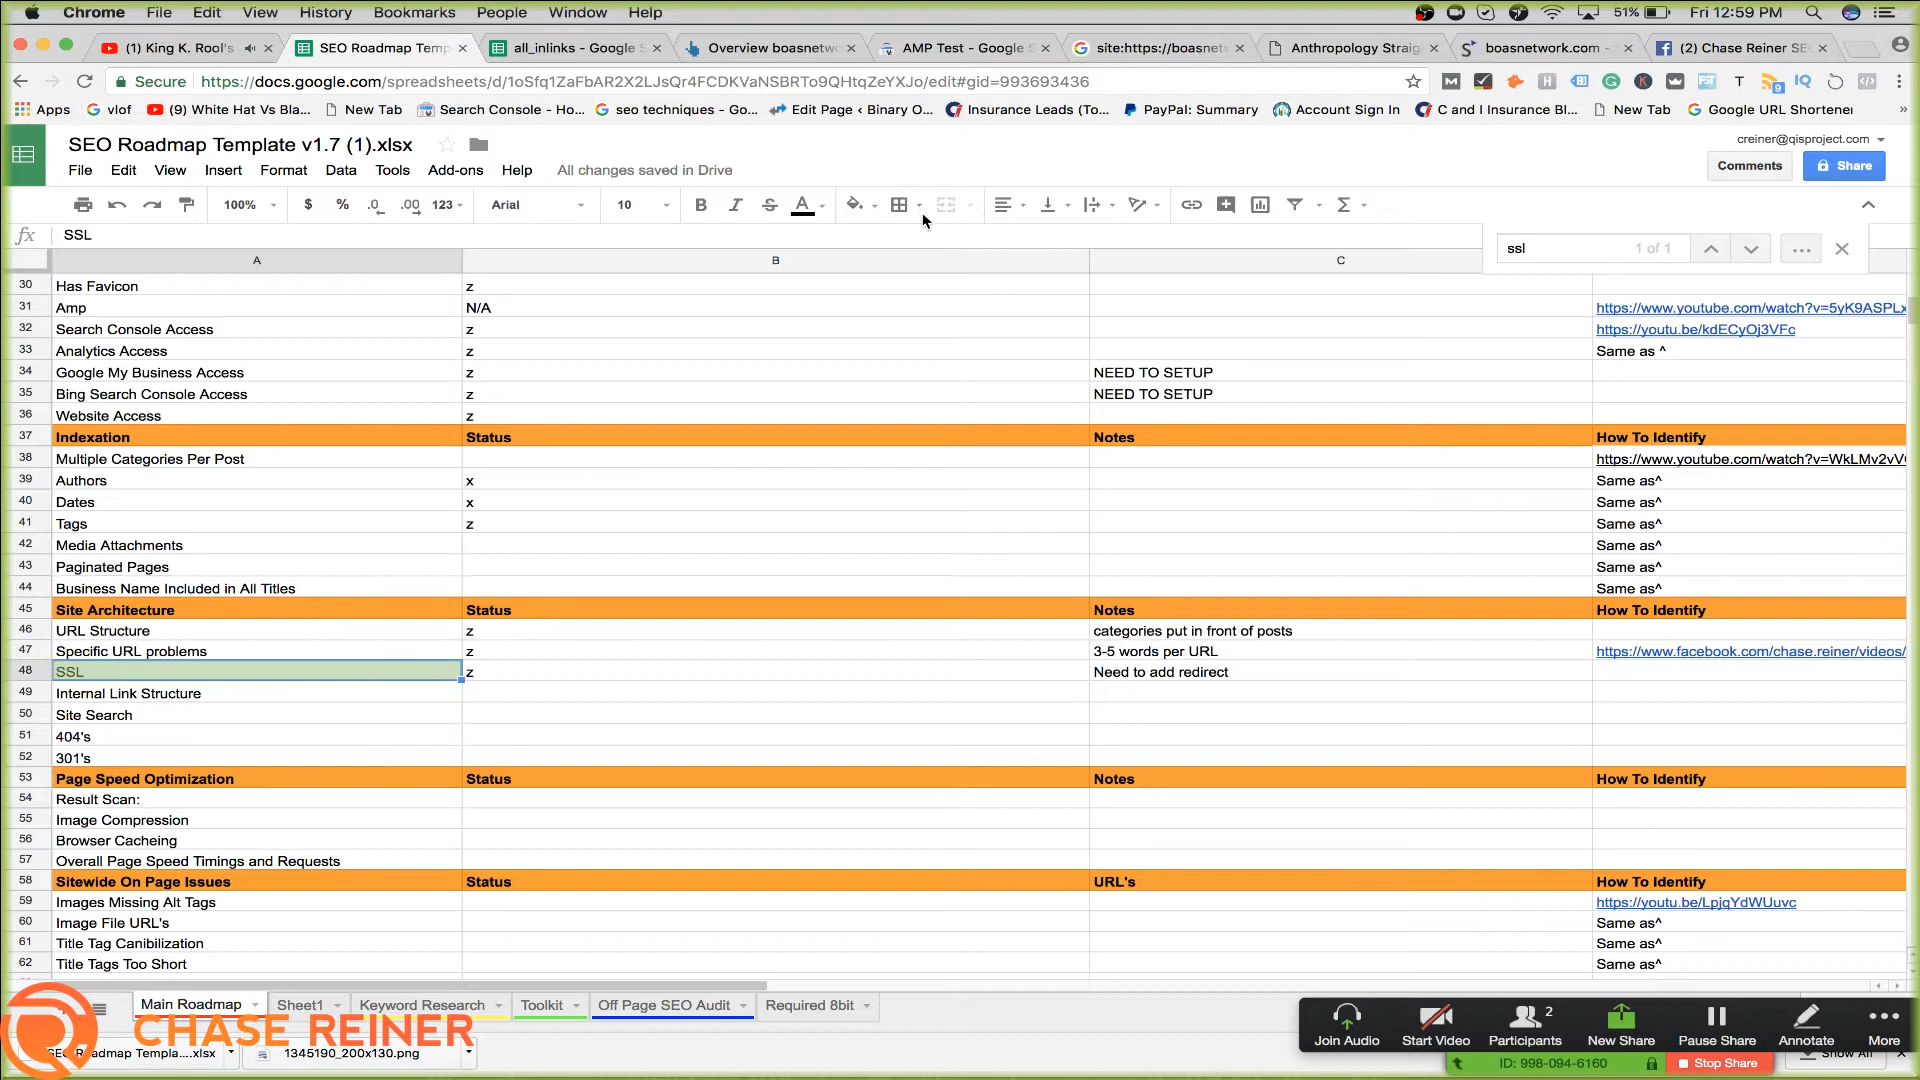 Chrome File Edit View History Bookmarks People Window Help 51% Fri 12:59 PM
(1) King K. Rool's SEO Roadmap Temp all_inlinks - Google S Overview boasnetw AMP Test - Google S site:https://boasnet Anthropology Straig boasnetwork.com - (2) Chase Reiner SEO
Secure https://docs.google.com/spreadsheets/d/1oSfq1ZaFbAR2X2LJsQr4FCDKVaNSBRTo9QHtqZeYXJo/edit#gid=993693436
Apps vlof (9) White Hat Vs Bla... New Tab Search Console - Ho... seo techniques - Go... Edit Page ‹ Binary O... Insurance Leads (To... PayPal: Summary Account Sign In C and I Insurance Bl... New Tab Google URL Shortener »
SEO Roadmap Template v1.7 (1).xlsx
creiner@qisproject.com
File Edit View Insert Format Data Tools Add-ons Help All changes saved in Drive
Comments Share
100% $ % .0 .00 123 Arial 10 B I S A
fx SSL
ssl 1 of 1
A B C
30 Has Favicon z
31 Amp N/A https://www.youtube.com/watch?v=5yK9ASPLx
32 Search Console Access z https://youtu.be/kdECyOj3VFc
33 Analytics Access z Same as ^
34 Google My Business Access z NEED TO SETUP
35 Bing Search Console Access z NEED TO SETUP
36 Website Access z
37 Indexation Status Notes How To Identify
38 Multiple Categories Per Post https://www.youtube.com/watch?v=WkLMv2vV
39 Authors x Same as^
40 Dates x Same as^
41 Tags z Same as^
42 Media Attachments Same as^
43 Paginated Pages Same as^
44 Business Name Included in All Titles Same as^
45 Site Architecture Status Notes How To Identify
46 URL Structure z categories put in front of posts
47 Specific URL problems z 3-5 words per URL https://www.facebook.com/chase.reiner/videos/
48 SSL z Need to add redirect
49 Internal Link Structure
50 Site Search
51 404's
52 301's
53 Page Speed Optimization Status Notes How To Identify
54 Result Scan:
55 Image Compression
56 Browser Cacheing
57 Overall Page Speed Timings and Requests
58 Sitewide On Page Issues Status URL's How To Identify
59 Images Missing Alt Tags https://youtu.be/LpjqYdWUuvc
60 Image File URL's Same as^
61 Title Tag Canibilization Same as^
62 Title Tags Too Short Same as^
Main Roadmap Sheet1 Keyword Research Toolkit Off Page SEO Audit Required 8bit
CHASE REINER
SEO Roadmap Templa....xlsx 1345190_200x130.png
Join Audio Start Video 2 Participants New Share Pause Share Annotate More
ID: 998-094-6160 Stop Share Show All